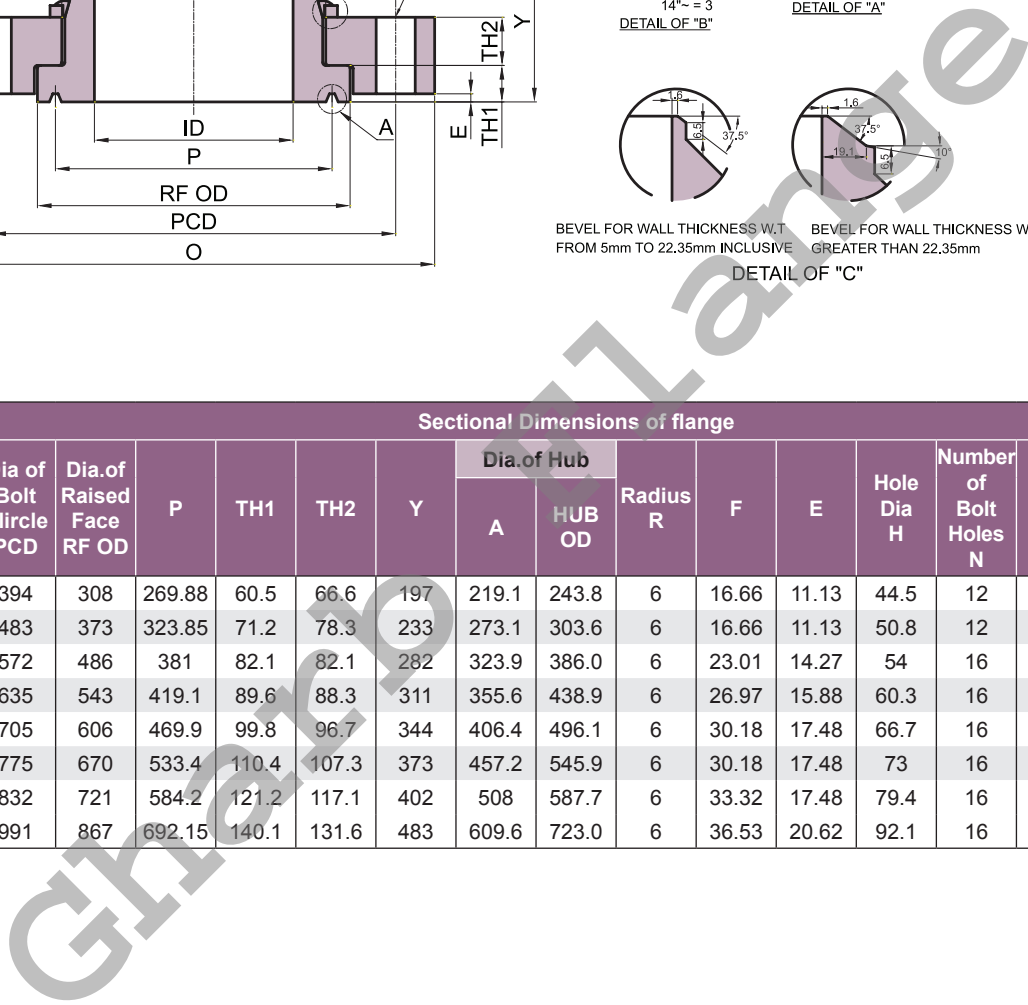 14"~ = 3
DETAIL OF "B"
DETAIL OF "A"
Y
TH2
TH1
E
A
ID
P
RF OD
PCD
O
1.6
6.5
37.5°
1.6
37.5°
19.1
6.5
10°
BEVEL FOR WALL THICKNESS W.T
FROM 5mm TO 22.35mm INCLUSIVE
BEVEL FOR WALL THICKNESS W
GREATER THAN 22.35mm
DETAIL OF "C"
Sectional Dimensions of flange
ia of Bolt ircle PCD | Dia.of Raised Face RF OD | P | TH1 | TH2 | Y | Dia.of Hub | A | HUB OD | Radius R | F | E | Hole Dia H | Number of Bolt Holes N
394 308 269.88 60.5 66.6 197 219.1 243.8 6 16.66 11.13 44.5 12
483 373 323.85 71.2 78.3 233 273.1 303.6 6 16.66 11.13 50.8 12
572 486 381 82.1 82.1 282 323.9 386.0 6 23.01 14.27 54 16
635 543 419.1 89.6 88.3 311 355.6 438.9 6 26.97 15.88 60.3 16
705 606 469.9 99.8 96.7 344 406.4 496.1 6 30.18 17.48 66.7 16
775 670 533.4 110.4 107.3 373 457.2 545.9 6 30.18 17.48 73 16
832 721 584.2 121.2 117.1 402 508 587.7 6 33.32 17.48 79.4 16
991 867 692.15 140.1 131.6 483 609.6 723.0 6 36.53 20.62 92.1 16
Gharb Flange